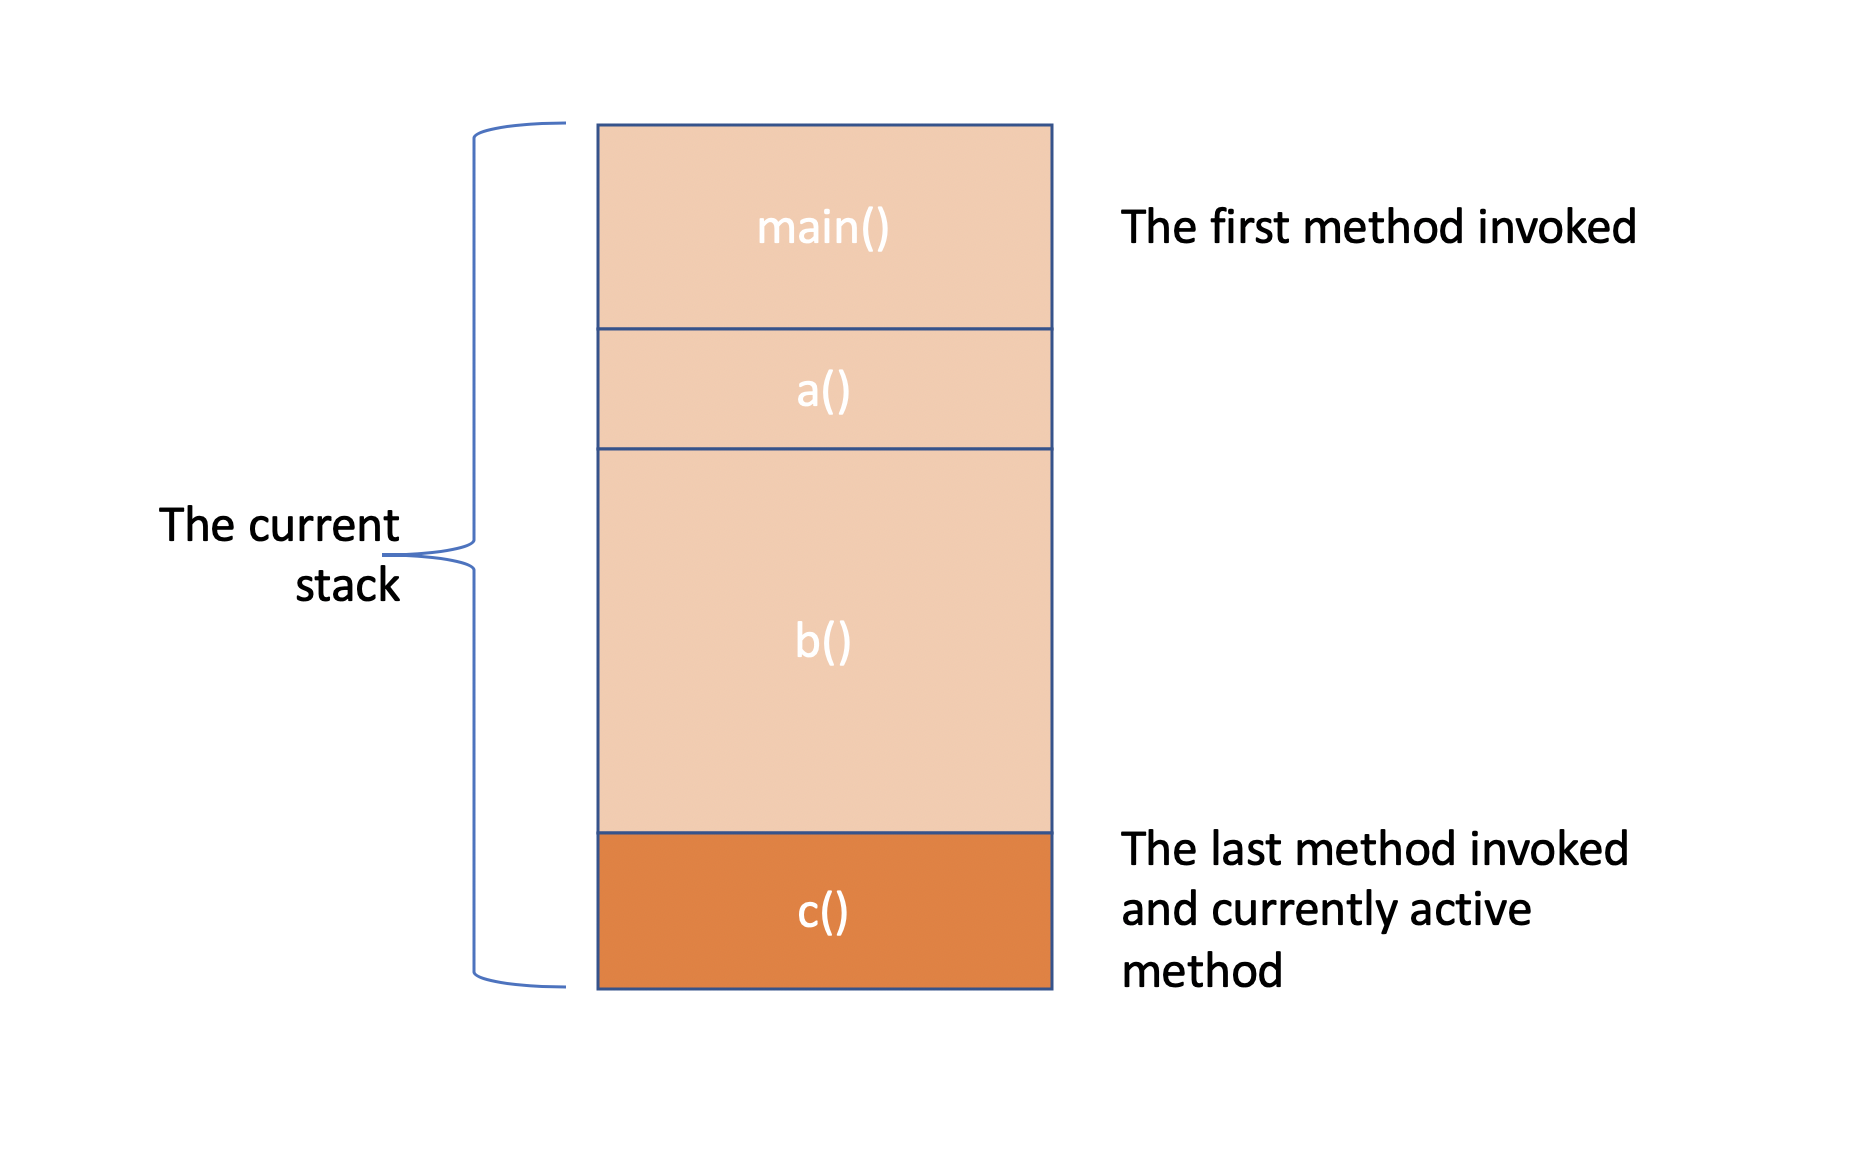 main()
The first method invoked
a()
The current
stack
b()
The last method invoked
and currently active
method
c()